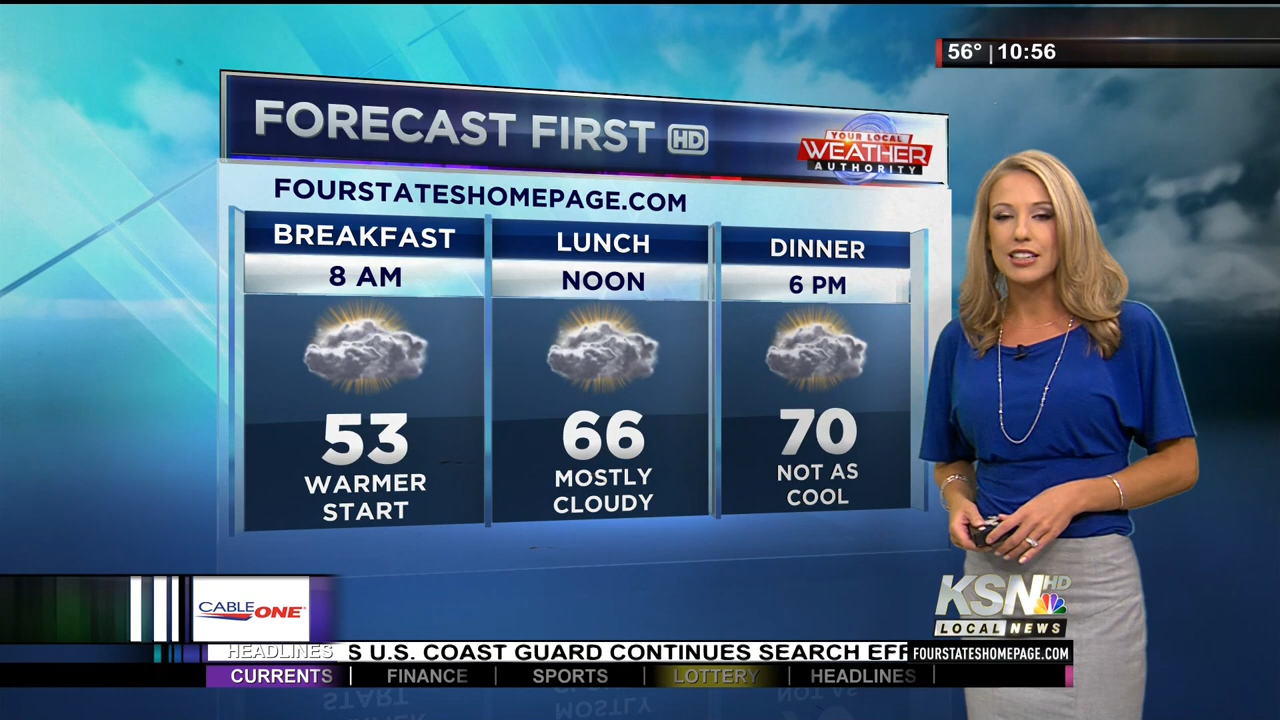 56° | 10:56
FORECAST FIRST HD
YOUR LOCAL
WEATHER
AUTHORITY
FOURSTATESHOMEPAGE.COM
BREAKFAST
8 AM
53
WARMER
START
LUNCH
NOON
66
MOSTLY
CLOUDY
DINNER
6 PM
70
NOT AS
COOL
KSN HD
LOCAL NEWS
CABLE ONE
HEADLINES S U.S. COAST GUARD CONTINUES SEARCH EFF FOURSTATESHOMEPAGE.COM
CURRENTS | FINANCE | SPORTS | LOTTERY | HEADLINES |